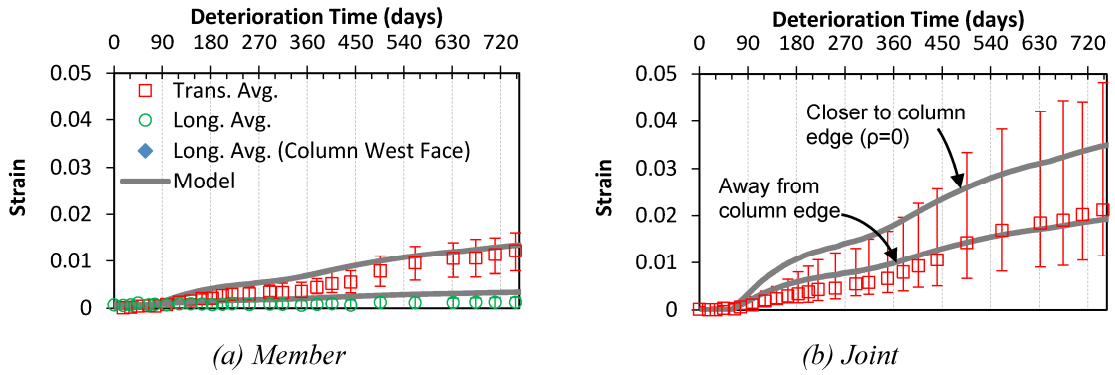 Deterioration Time (days)
0 90 180 270 360 450 540 630 720
0.05
0.04
0.03
0.02
0.01
0
Strain
Trans. Avg.
Long. Avg.
Long. Avg. (Column West Face)
Model
(a) Member
Deterioration Time (days)
0 90 180 270 360 450 540 630 720
0.05
0.04
0.03
0.02
0.01
0
Strain
Closer to column
edge (ρ=0)
Away from
column edge
(b) Joint